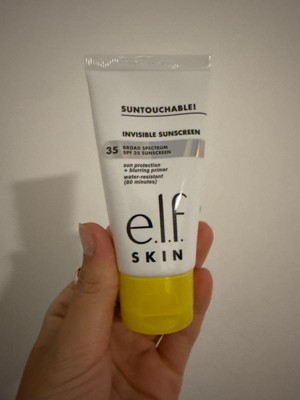 SUNTOUCHABLE!
INVISIBLE SUNSCREEN
35 BROAD SPECTRUM
SPF 35 SUNSCREEN
sun protection
+ blurring primer
water-resistant
(80 minutes)
e.l.f.
SKIN